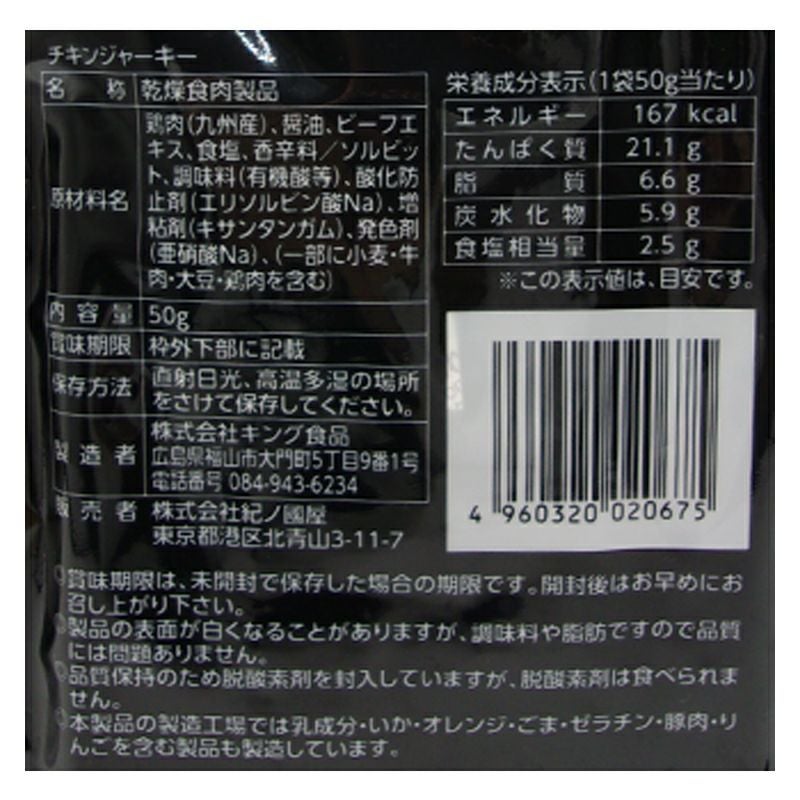 チキンジャーキー
名称 乾燥食肉製品
原材料名 鶏肉(九州産)、醤油、ビーフエ
キス、食塩、香辛料／ソルビッ
ト、調味料(有機酸等)、酸化防
止剤(エリソルビン酸Na)、増
粘剤(キサンタンガム)、発色剤
(亜硝酸Na)、(一部に小麦・牛
肉・大豆・鶏肉を含む)
内容量 50g
賞味期限 枠外下部に記載
保存方法 直射日光、高温多湿の場所
をさけて保存してください。
製造者 株式会社キング食品
広島県福山市大門町5丁目9番1号
電話番号 084-943-6234
販売者 株式会社紀ノ國屋
東京都港区北青山3-11-7
栄養成分表示(1袋50g当たり)
エネルギー 167 kcal
たんぱく質 21.1 g
脂質 6.6 g
炭水化物 5.9 g
食塩相当量 2.5 g
※この表示値は、目安です。
4 960320 020675
賞味期限は、未開封で保存した場合の期限です。開封後はお早めにお
召し上がり下さい。
製品の表面が白くなることがありますが、調味料や脂肪ですので品質
には問題ありません。
品質保持のため脱酸素剤を封入していますが、脱酸素剤は食べられま
せん。
本製品の製造工場では乳成分・いか・オレンジ・ごま・ゼラチン・豚肉・り
んごを含む製品も製造しています。